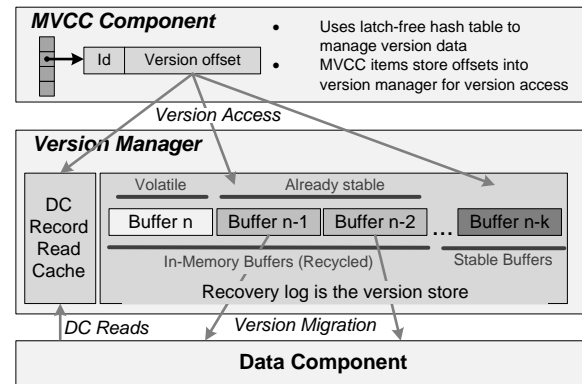 MVCC Component
Id
Version offset
• Uses latch-free hash table to
manage version data
• MVCC items store offsets into
version manager for version access
Version Access
Version Manager
DC
Record
Read
Cache
Volatile
Already stable
Buffer n
Buffer n-1
Buffer n-2
...
Buffer n-k
In-Memory Buffers (Recycled)
Stable Buffers
Recovery log is the version store
DC Reads
Version Migration
Data Component